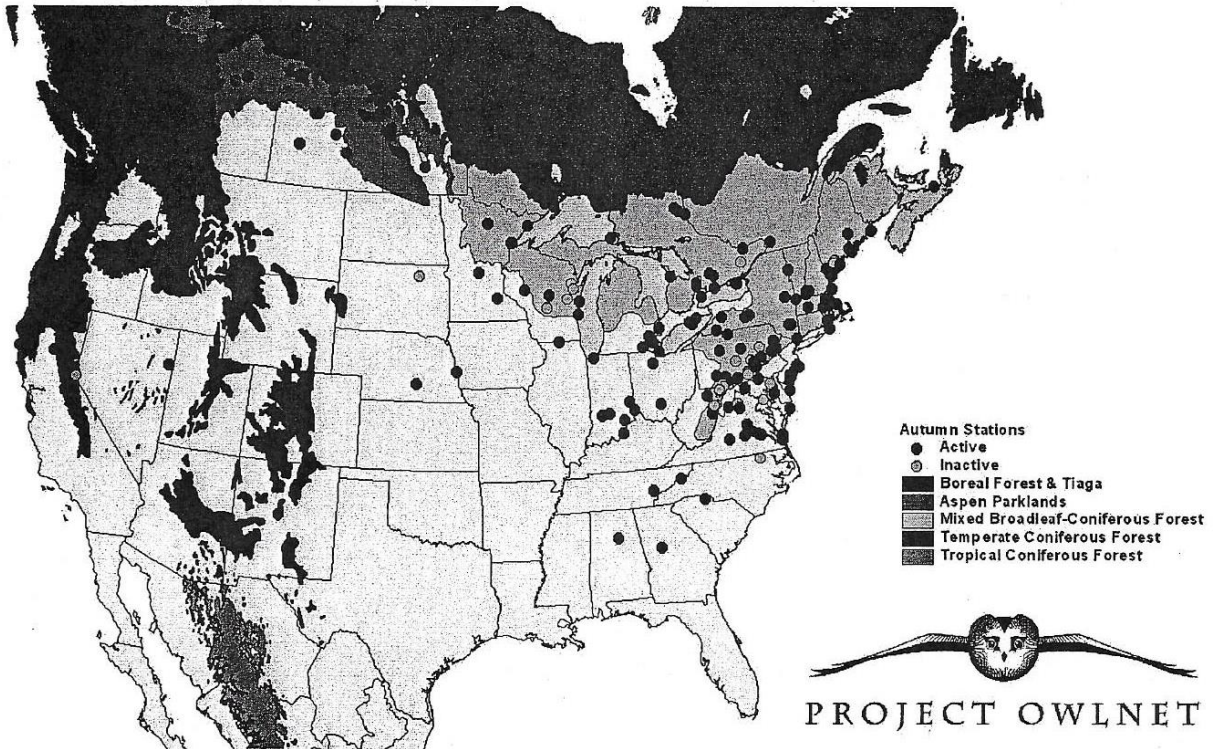 Autumn Stations
Active
Inactive
Boreal Forest & Tiaga
Aspen Parklands
Mixed Broadleaf-Coniferous Forest
Temperate Coniferous Forest
Tropical Coniferous Forest
PROJECT OWLNET